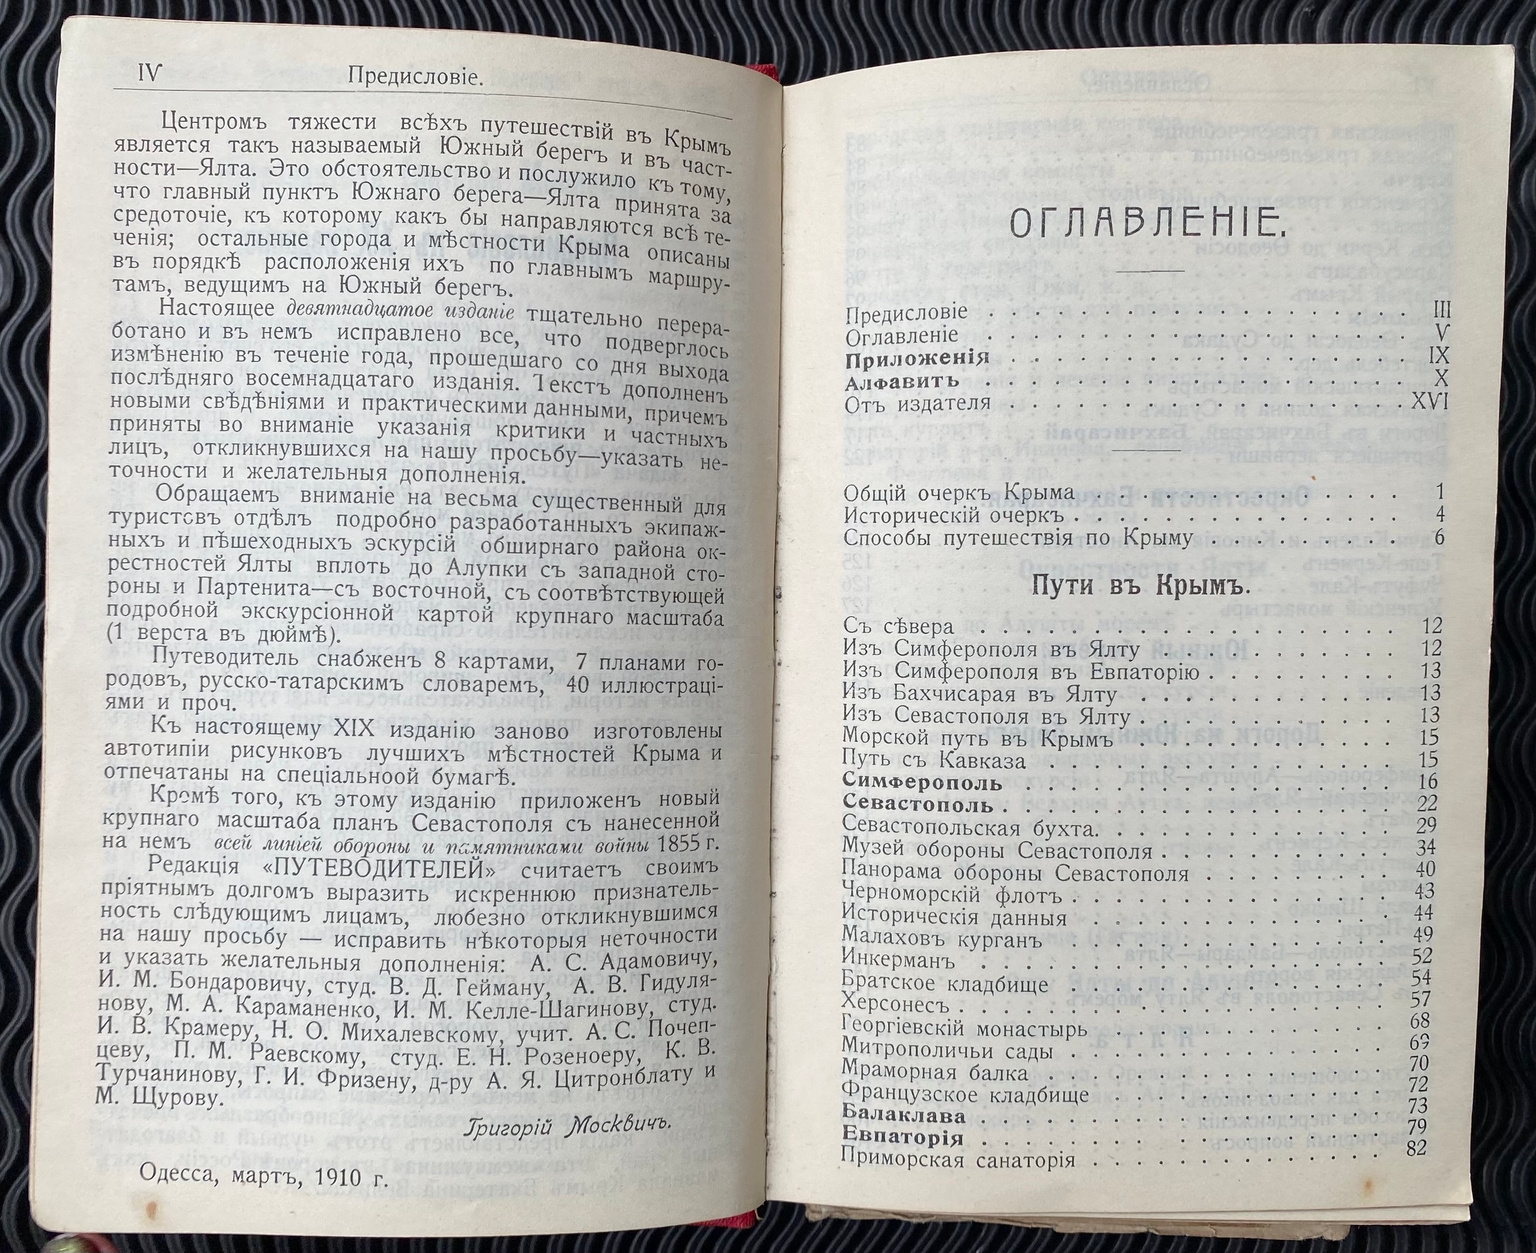 IV Предисловіе.
Центромъ тяжести всѣхъ путешествій въ Крымъ
является такъ называемый Южный берегъ и въ част-
ности—Ялта. Это обстоятельство и послужило къ тому,
что главный пунктъ Южнаго берега—Ялта принята за
средоточіе, къ которому какъ бы направляются всѣ те-
ченія; остальные города и мѣстности Крыма описаны
въ порядкѣ расположенія ихъ по главнымъ маршру-
тамъ, ведущимъ на Южный берегъ.
Настоящее девятнадцатое изданіе тщательно перера-
ботано и въ немъ исправлено все, что подверглось
измѣненію въ теченіе года, прошедшаго со дня выхода
послѣдняго восемнадцатаго изданія. Текстъ дополненъ
новыми свѣдѣніями и практическими данными, причемъ
приняты во вниманіе указанія критики и частныхъ
лицъ, откликнувшихся на нашу просьбу—указать не-
точности и желательныя дополненія.
Обращаемъ вниманіе на весьма существенный для
туристовъ отдѣлъ подробно разработанныхъ экипаж-
ныхъ и пѣшеходныхъ эскурсій обширнаго района ок-
рестностей Ялты вплоть до Алупки съ западной сто-
роны и Партенита—съ восточной, съ соотвѣтствующей
подробной экскурсіонной картой крупнаго масштаба
(1 верста въ дюймѣ).
Путеводитель снабженъ 8 картами, 7 планами го-
родовъ, русско-татарскимъ словаремъ, 40 иллюстраці-
ями и проч.
Къ настоящему XIX изданію заново изготовлены
автотипіи рисунковъ лучшихъ мѣстностей Крыма и
отпечатаны на спеціальноой бумагѣ.
Кромѣ того, къ этому изданію приложенъ новый
крупнаго масштаба планъ Севастополя съ нанесенной
на немъ всей линіей обороны и памятниками войны 1855 г.
Редакція «ПУТЕВОДИТЕЛЕЙ» считаетъ своимъ
пріятнымъ долгомъ выразить искреннюю признатель-
ность слѣдующимъ лицамъ, любезно откликнувшимся
на нашу просьбу — исправить нѣкоторыя неточности
и указать желательныя дополненія: А. С. Адамовичу,
И. М. Бондаровичу, студ. В. Д. Гейману, А. В. Гидуля-
нову, М. А. Караманенко, И. М. Келле-Шагинову, студ.
И. В. Крамеру, Н. О. Михалевскому, учит. А. С. Почеп-
цеву, П. М. Раевскому, студ. Е. Н. Розеноеру, К. В.
Турчанинову, Г. И. Фризену, д-ру А. Я. Цитронблату и
М. Щурову.
Григорій Москвичъ.
Одесса, мартъ, 1910 г.
ОГЛАВЛЕНІЕ.
Предисловіе . . . . . . . . . . . . . . . . III
Оглавленіе . . . . . . . . . . . . . . . . V
Приложенія . . . . . . . . . . . . . . . . IX
Алфавитъ . . . . . . . . . . . . . . . . X
Отъ издателя . . . . . . . . . . . . . . . XVI
Общій очеркъ Крыма . . . . . . . . . . . . . 1
Историческій очеркъ . . . . . . . . . . . . . 4
Способы путешествія по Крыму . . . . . . . . . 6
Пути въ Крымъ.
Съ сѣвера . . . . . . . . . . . . . . . . 12
Изъ Симферополя въ Ялту . . . . . . . . . . . 12
Изъ Симферополя въ Евпаторію . . . . . . . . . 13
Изъ Бахчисарая въ Ялту . . . . . . . . . . . 13
Изъ Севастополя въ Ялту . . . . . . . . . . . 13
Морской путь въ Крымъ . . . . . . . . . . . 15
Путь съ Кавказа . . . . . . . . . . . . . . 15
Симферополь . . . . . . . . . . . . . . . 16
Севастополь . . . . . . . . . . . . . . . 22
Севастопольская бухта. . . . . . . . . . . . . 29
Музей обороны Севастополя . . . . . . . . . . 34
Панорама обороны Севастополя . . . . . . . . . 40
Черноморскій флотъ . . . . . . . . . . . . . 43
Историческія данныя . . . . . . . . . . . . . 44
Малаховъ курганъ . . . . . . . . . . . . . . 49
Инкерманъ . . . . . . . . . . . . . . . . 52
Братское кладбище . . . . . . . . . . . . . 54
Херсонесъ . . . . . . . . . . . . . . . . 57
Георгіевскій монастырь . . . . . . . . . . . . 68
Митрополичьи сады . . . . . . . . . . . . . 69
Мраморная балка . . . . . . . . . . . . . . 70
Французское кладбище . . . . . . . . . . . . 72
Балаклава . . . . . . . . . . . . . . . . 73
Евпаторія . . . . . . . . . . . . . . . . 79
Приморская санаторія . . . . . . . . . . . . 82